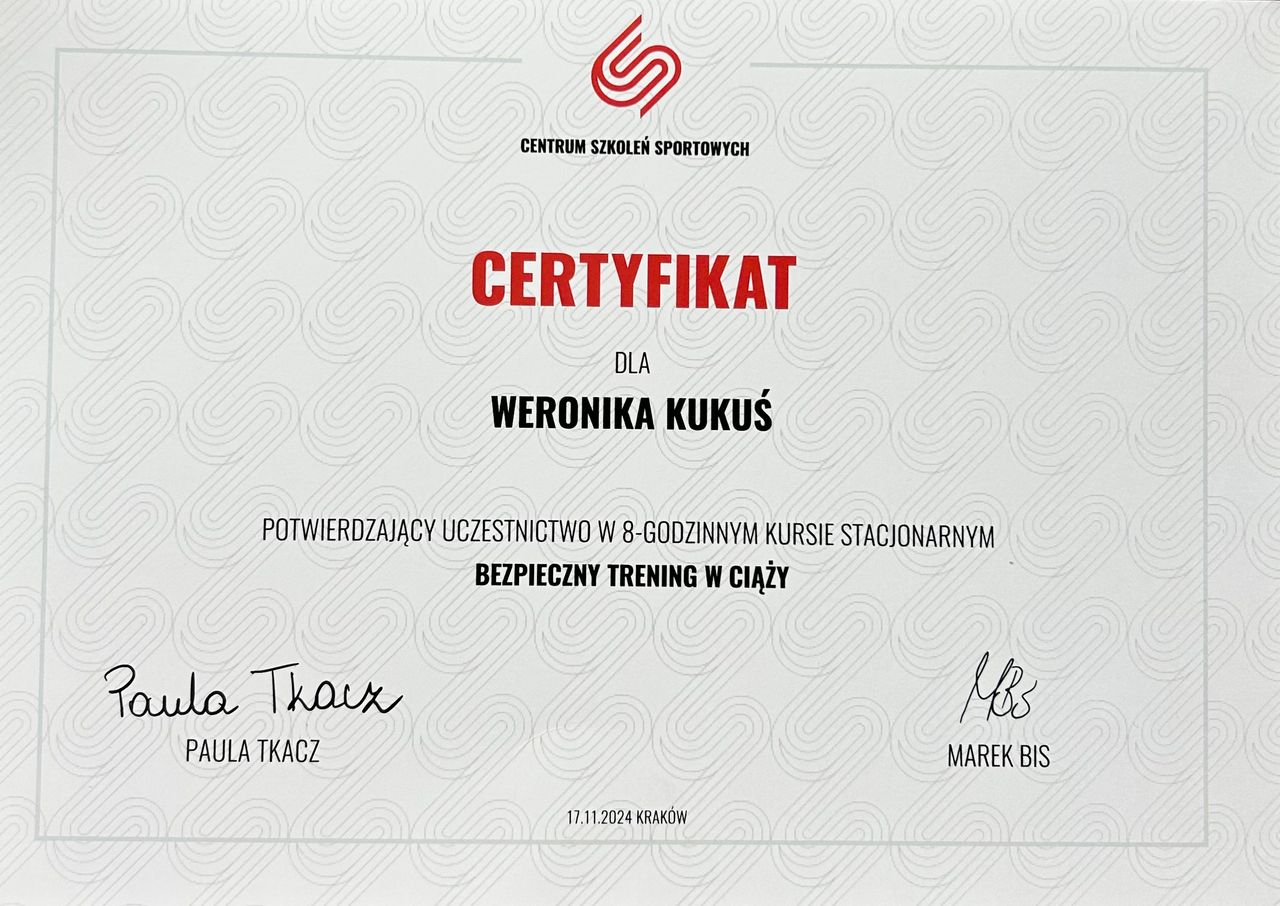 CENTRUM SZKOLEŃ SPORTOWYCH
CERTYFIKAT
DLA
WERONIKA KUKUŚ
POTWIERDZAJĄCY UCZESTNICTWO W 8-GODZINNYM KURSIE STACJONARNYM
BEZPIECZNY TRENING W CIĄŻY
Paula Tkacz
MBis
PAULA TKACZ
MAREK BIS
17.11.2024 KRAKÓW